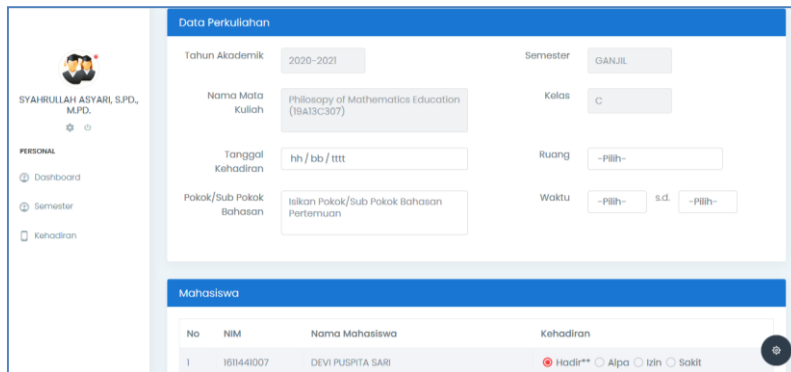 Data Perkuliahan
SYAHRULLAH ASYARI, S.PD.,
M.PD.
PERSONAL
Dashboard
Semester
Kehadiran
Tahun Akademik
2020-2021
Semester
GANJIL
Nama Mata
Kuliah
Philosopy of Mathematics Education
(19A13C307)
Kelas
C
Tanggal
Kehadiran
hh / bb / tttt
Ruang
-Pilih-
Pokok/Sub Pokok
Bahasan
Isikan Pokok/Sub Pokok Bahasan
Pertemuan
Waktu
-Pilih- s.d. -Pilih-
Mahasiswa
No NIM Nama Mahasiswa Kehadiran
1 1611441007 DEVI PUSPITA SARI Hadir** Alpa Izin Sakit